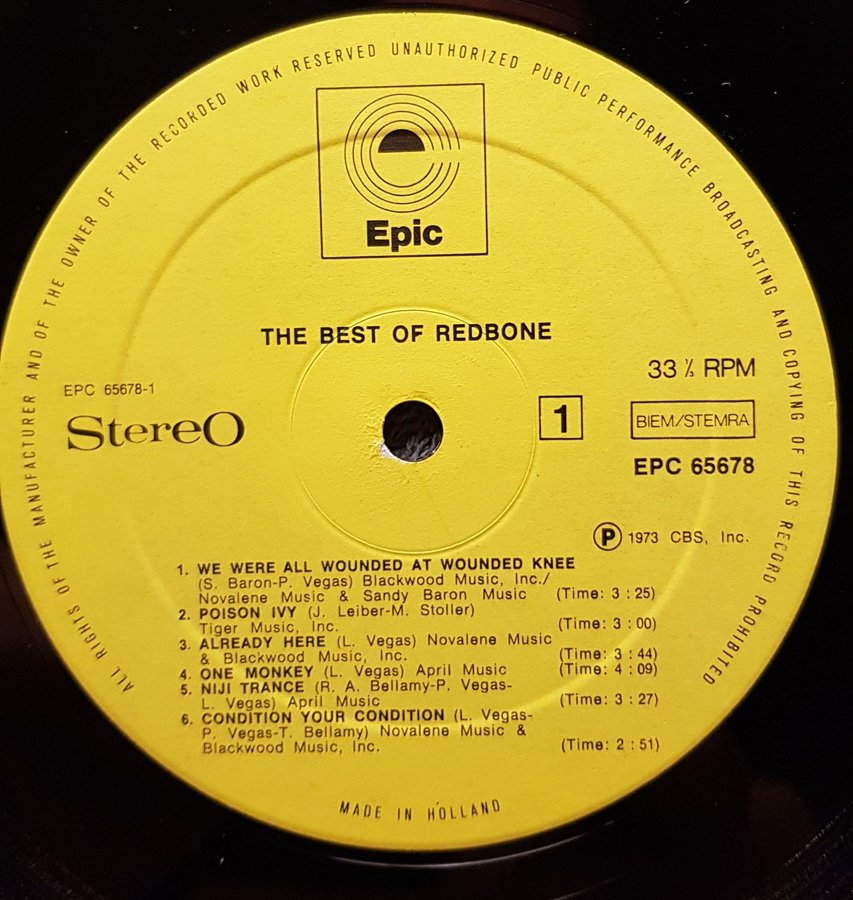 ALL RIGHTS OF THE MANUFACTURER AND OF THE OWNER OF THE RECORDED WORK RESERVED UNAUTHORIZED PUBLIC PERFORMANCE BROADCASTING AND COPYING OF THIS RECORD PROHIBITED
e
Epic
THE BEST OF REDBONE
EPC 65678-1
Stereo
1
33 ⅓ RPM
BIEM/STEMRA
EPC 65678
Ⓟ 1973 CBS, Inc.
1. WE WERE ALL WOUNDED AT WOUNDED KNEE
(S. Baron-P. Vegas) Blackwood Music, Inc./
Novalene Music & Sandy Baron Music (Time: 3 : 25)
2. POISON IVY (J. Leiber-M. Stoller)
Tiger Music, Inc. (Time: 3 : 00)
3. ALREADY HERE (L. Vegas) Novalene Music
& Blackwood Music, Inc. (Time: 3 : 44)
4. ONE MONKEY (L. Vegas) April Music (Time: 4 : 09)
5. NIJI TRANCE (R. A. Bellamy-P. Vegas-
L. Vegas) April Music (Time: 3 : 27)
6. CONDITION YOUR CONDITION (L. Vegas-
P. Vegas-T. Bellamy) Novalene Music &
Blackwood Music, Inc. (Time: 2 : 51)
MADE IN HOLLAND